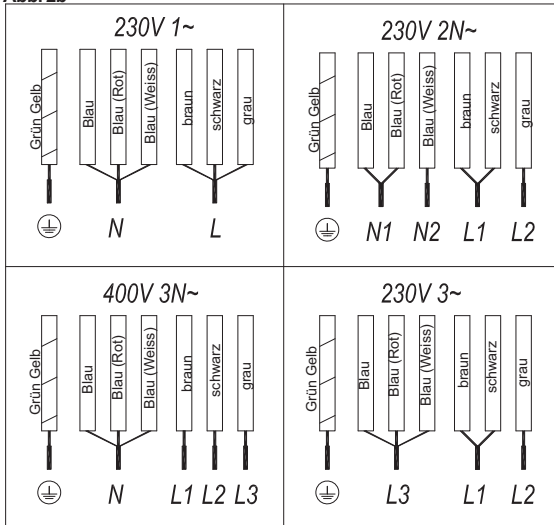 230V 1~
Grün Gelb
Blau
Blau (Rot)
Blau (Weiss)
braun
schwarz
grau
N L
230V 2N~
Grün Gelb
Blau
Blau (Rot)
Blau (Weiss)
braun
schwarz
grau
N1 N2 L1 L2
400V 3N~
Grün Gelb
Blau
Blau (Rot)
Blau (Weiss)
braun
schwarz
grau
N L1 L2 L3
230V 3~
Grün Gelb
Blau
Blau (Rot)
Blau (Weiss)
braun
schwarz
grau
L3 L1 L2